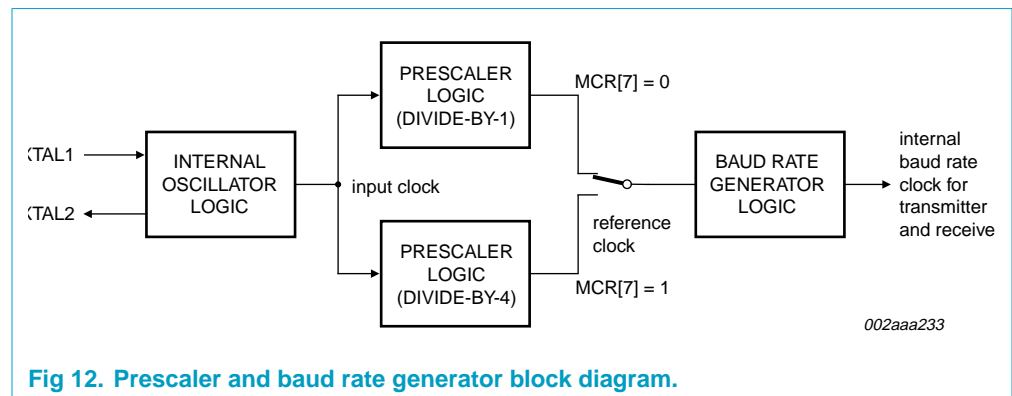 PRESCALER
LOGIC
(DIVIDE-BY-1)
MCR[7] = 0
XTAL1
XTAL2
INTERNAL
OSCILLATOR
LOGIC
input clock
BAUD RATE
GENERATOR
LOGIC
internal
baud rate
clock for
transmitter
and receive
reference
clock
PRESCALER
LOGIC
(DIVIDE-BY-4)
MCR[7] = 1
002aaa233
Fig 12. Prescaler and baud rate generator block diagram.